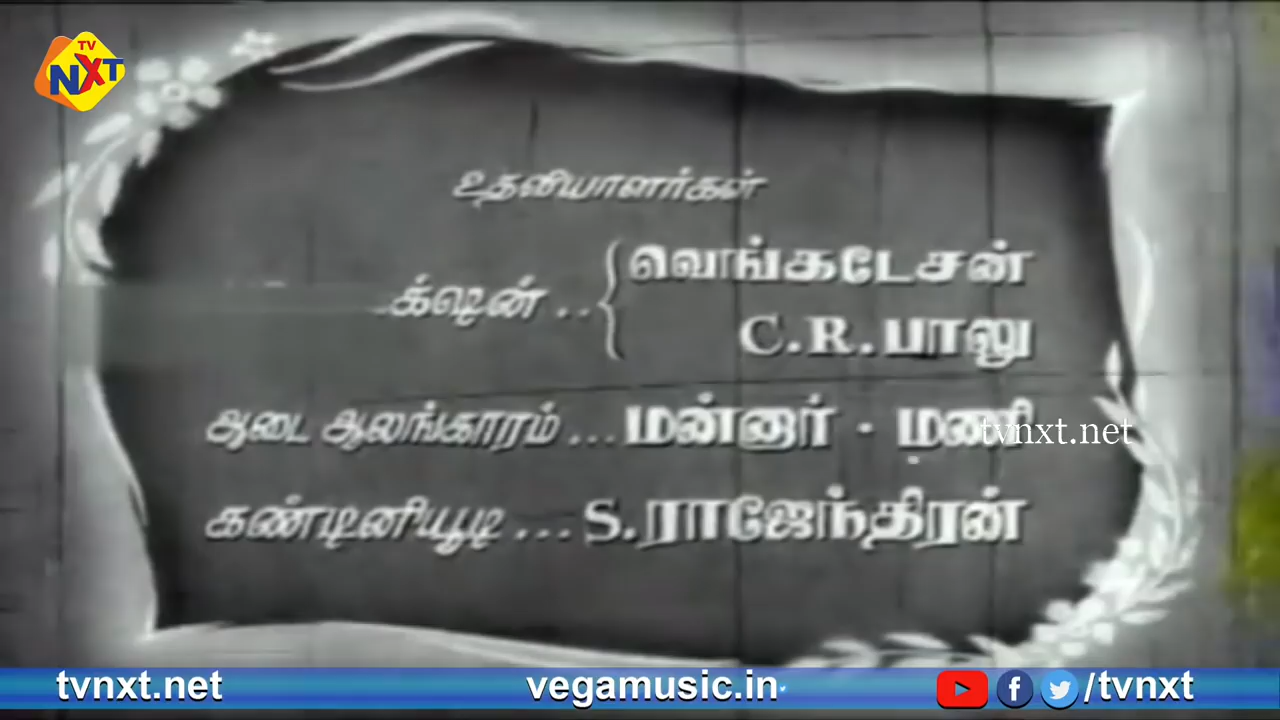 TV
NXT
உதவியாளர்கள்
வெங்கடேசன்
C.R.பாலு
ஆடை ஆலங்காரம்...மன்னார் - மணி
tvnxt.net
கண்டினியூடி...S.ராஜேந்திரன்
tvnxt.net
vegamusic.in
/tvnxt